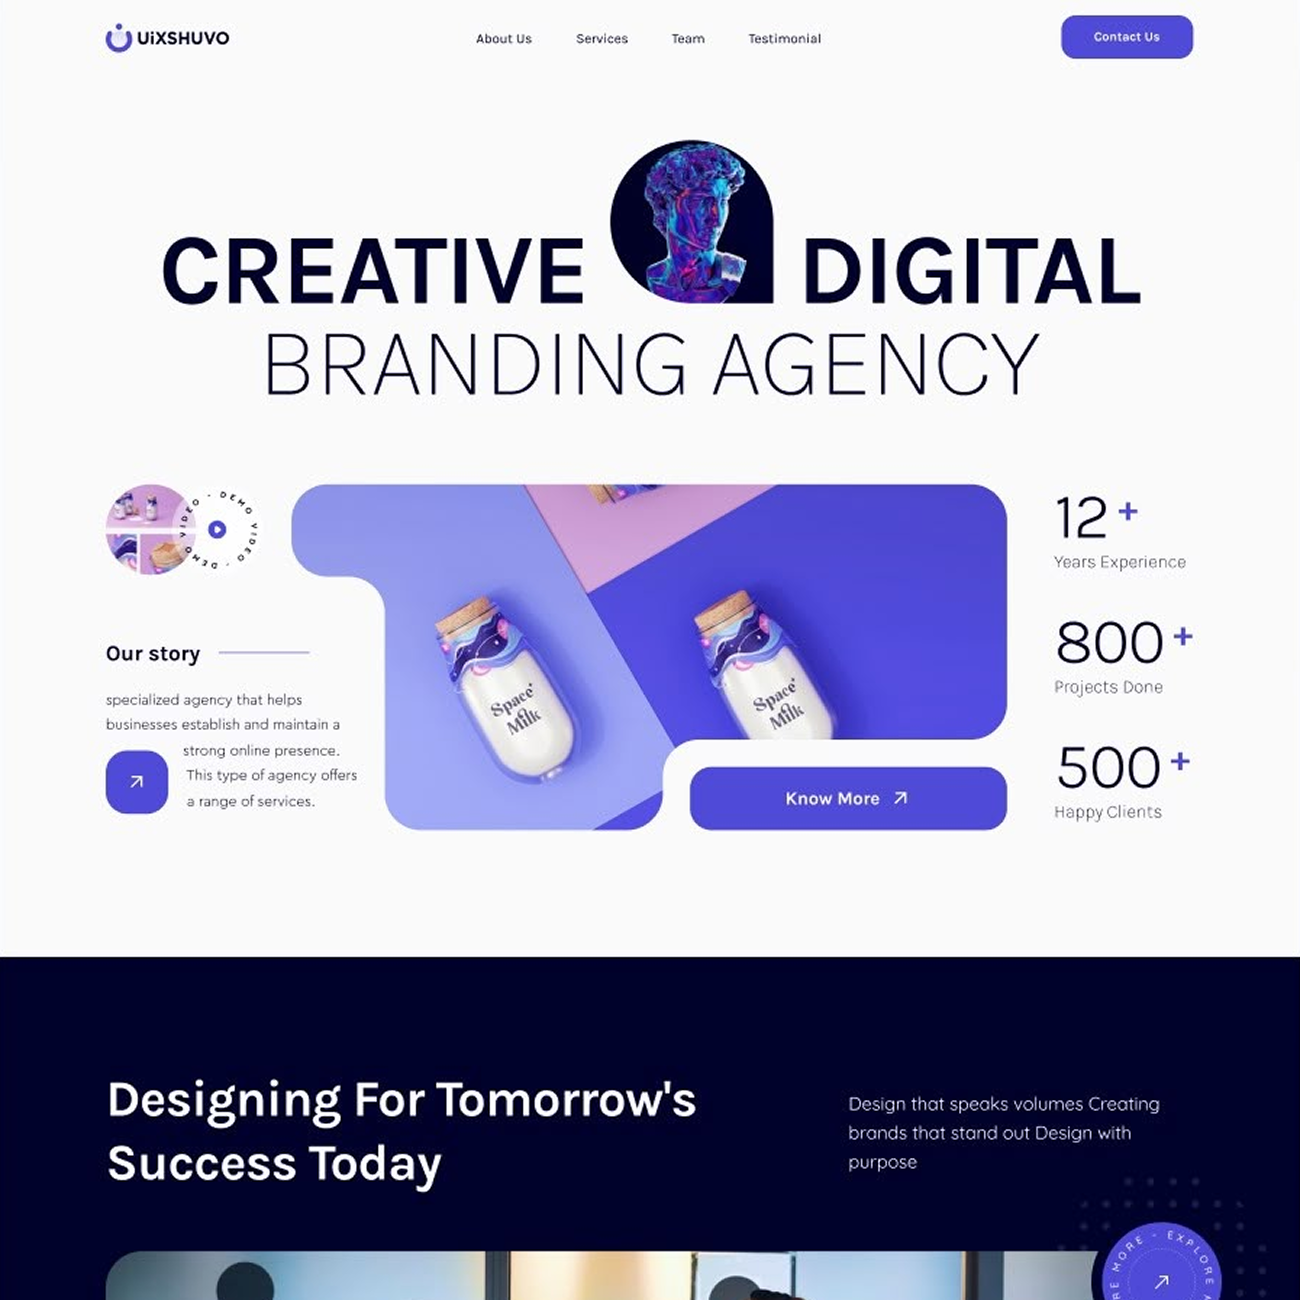 UiXSHUVO
About Us
Services
Team
Testimonial
Contact Us
CREATIVE DIGITAL
BRANDING AGENCY
DEMO VIDEO - DEMO VIDEO -
Our story
specialized agency that helps
businesses establish and maintain a
strong online presence.
This type of agency offers
a range of services.
Space
Milk
Space
Milk
Know More
12+
Years Experience
800+
Projects Done
500+
Happy Clients
Designing For Tomorrow's
Success Today
Design that speaks volumes Creating
brands that stand out Design with
purpose
MORE - EXPLORE